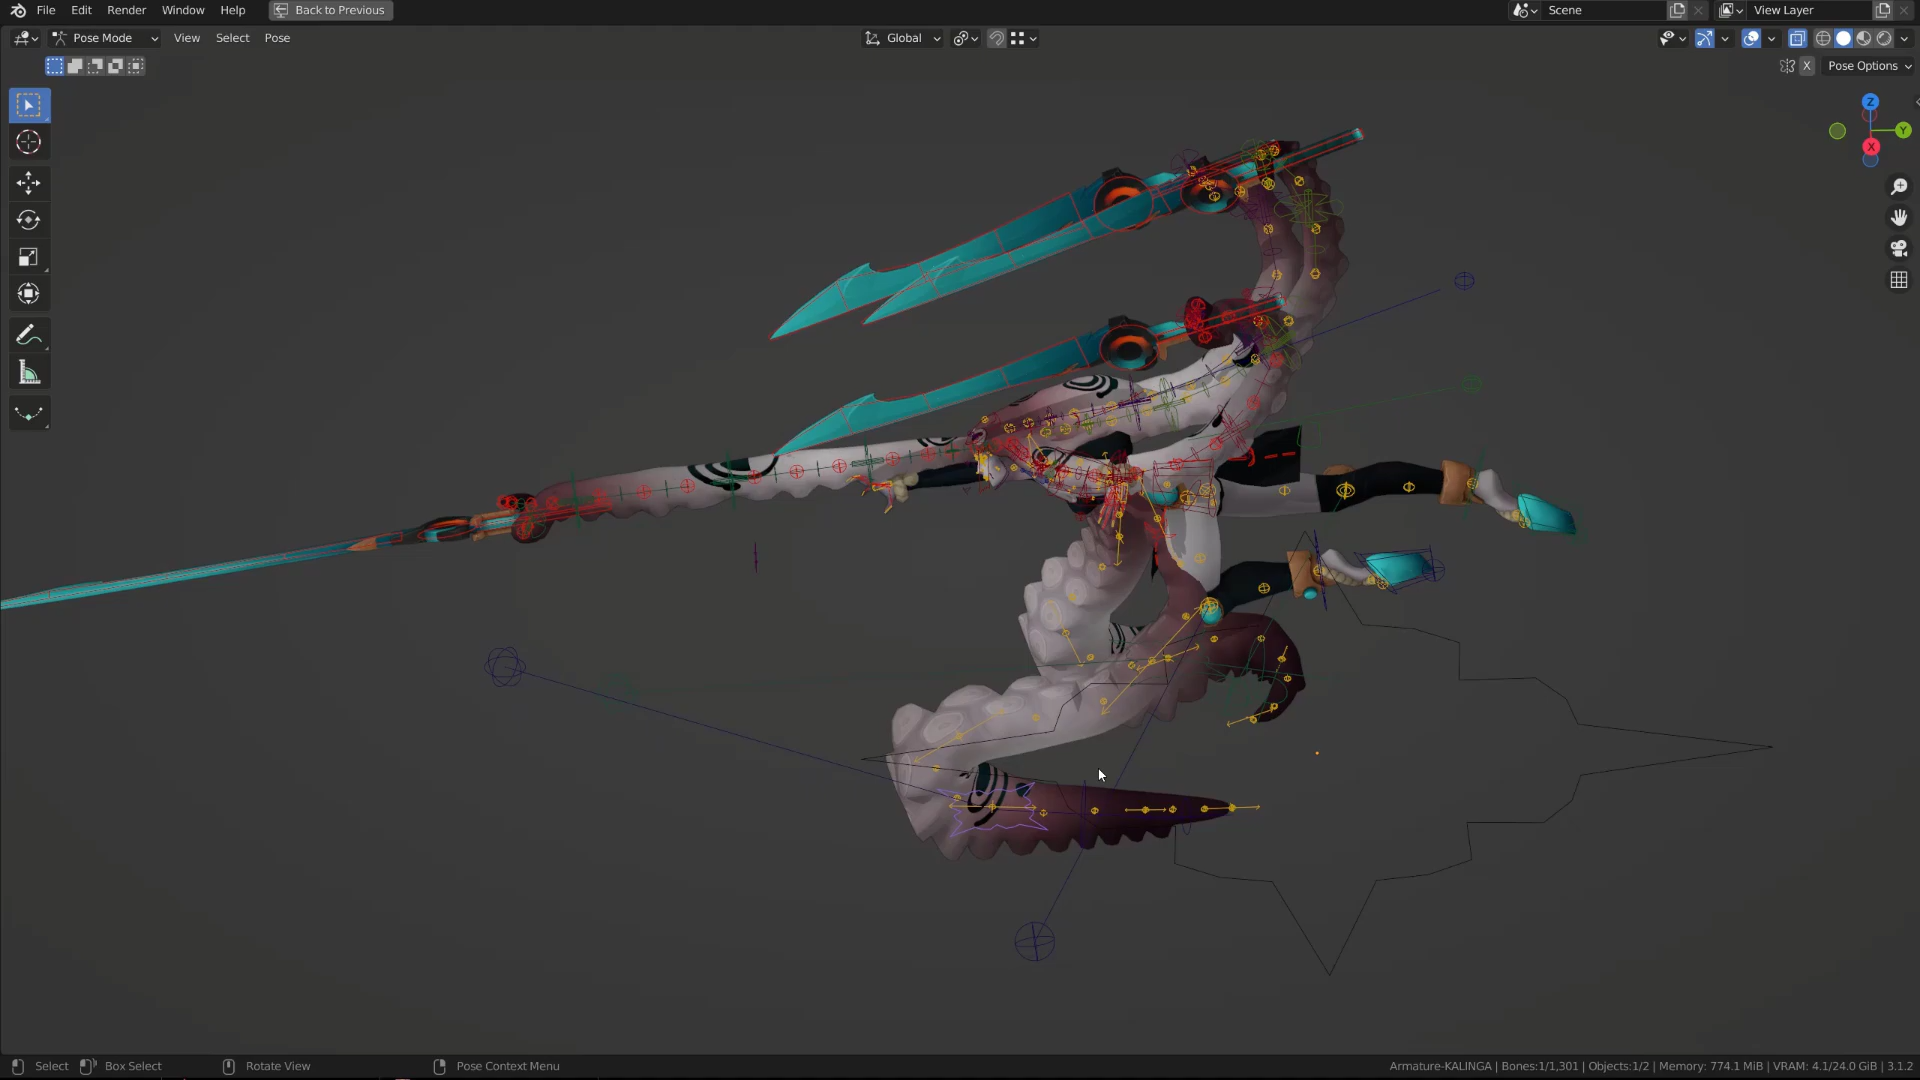 File Edit Render Window Help Back to Previous Scene View Layer
Pose Mode View Select Pose Global
X Pose Options
Z
Y
X
Select Box Select Rotate View Pose Context Menu Armature-KALINGA | Bones:1/1,301 | Objects:1/2 | Memory: 774.1 MiB | VRAM: 4.1/24.0 GiB | 3.1.2